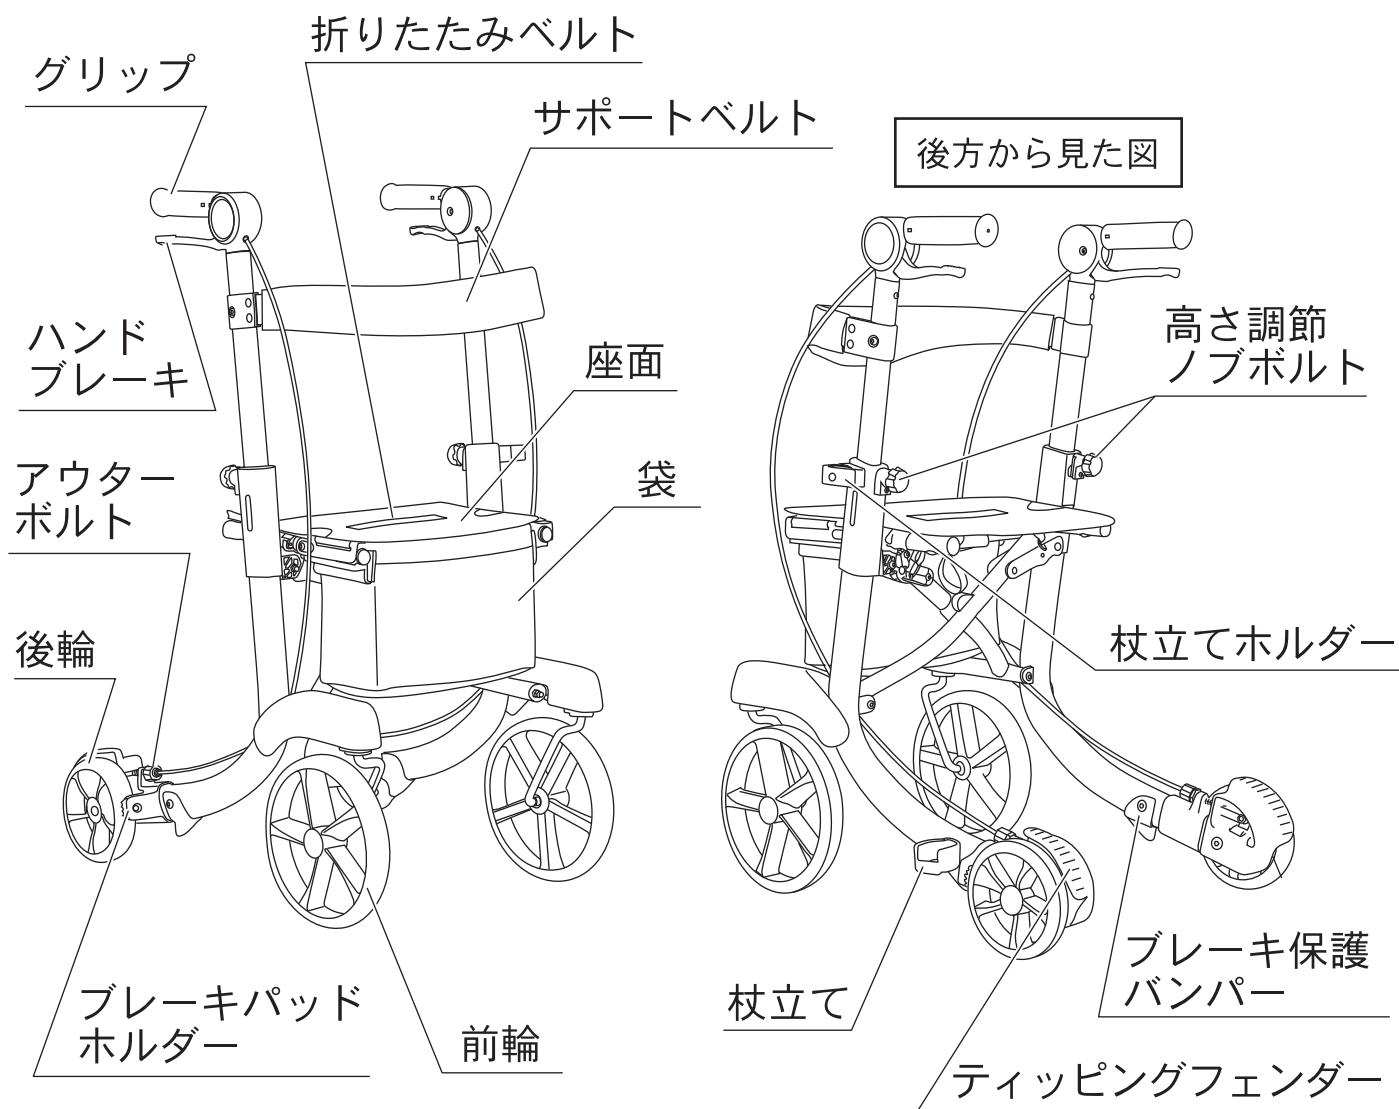 折りたたみベルト
グリップ
サポートベルト
後方から見た図
ハンド
ブレーキ
座面
高さ調節
ノブボルト
アウター
ボルト
袋
後輪
杖立てホルダー
ブレーキパッド
ホルダー
前輪
杖立て
ブレーキ保護
バンパー
ティッピングフェンダー